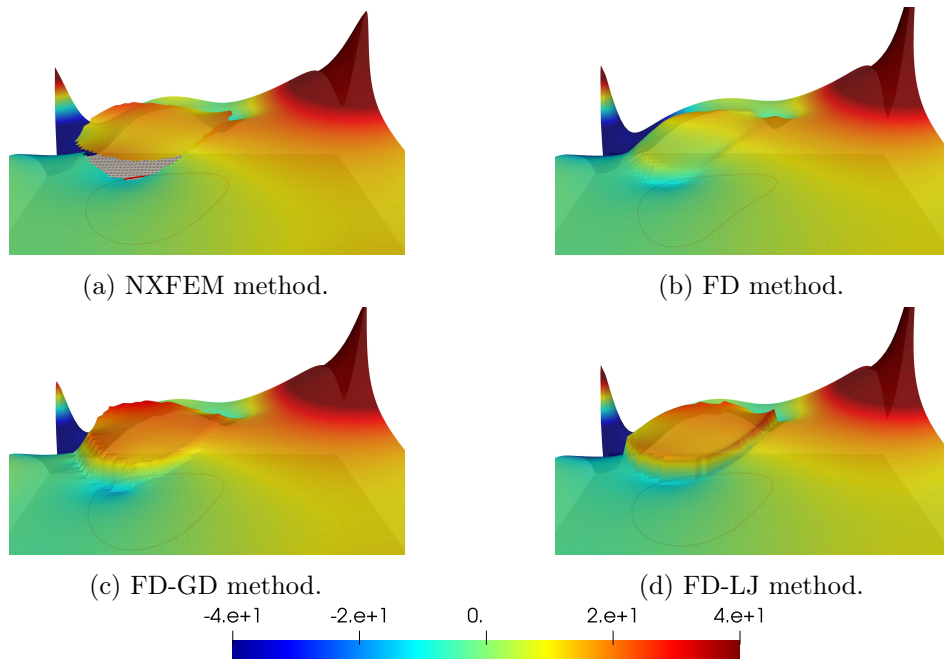 (a) NXFEM method. (b) FD method.
(c) FD-GD method. (d) FD-LJ method.
-4.e+1 -2.e+1 0. 2.e+1 4.e+1